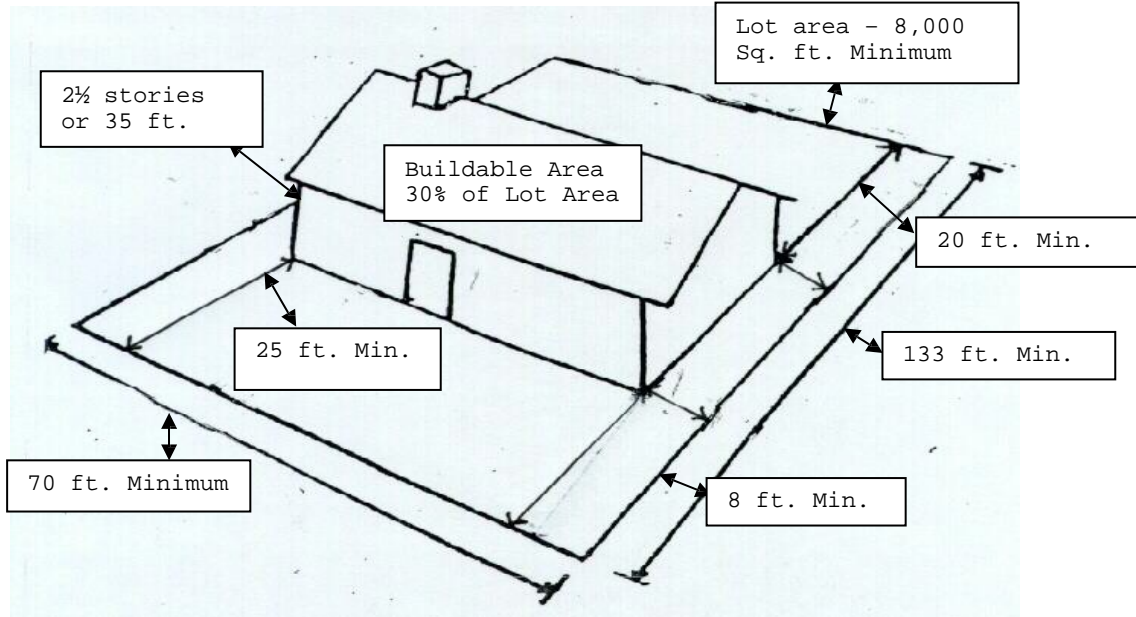 Lot area – 8,000
Sq. ft. Minimum
2½ stories
or 35 ft.
Buildable Area
30% of Lot Area
20 ft. Min.
25 ft. Min.
133 ft. Min.
70 ft. Minimum
8 ft. Min.